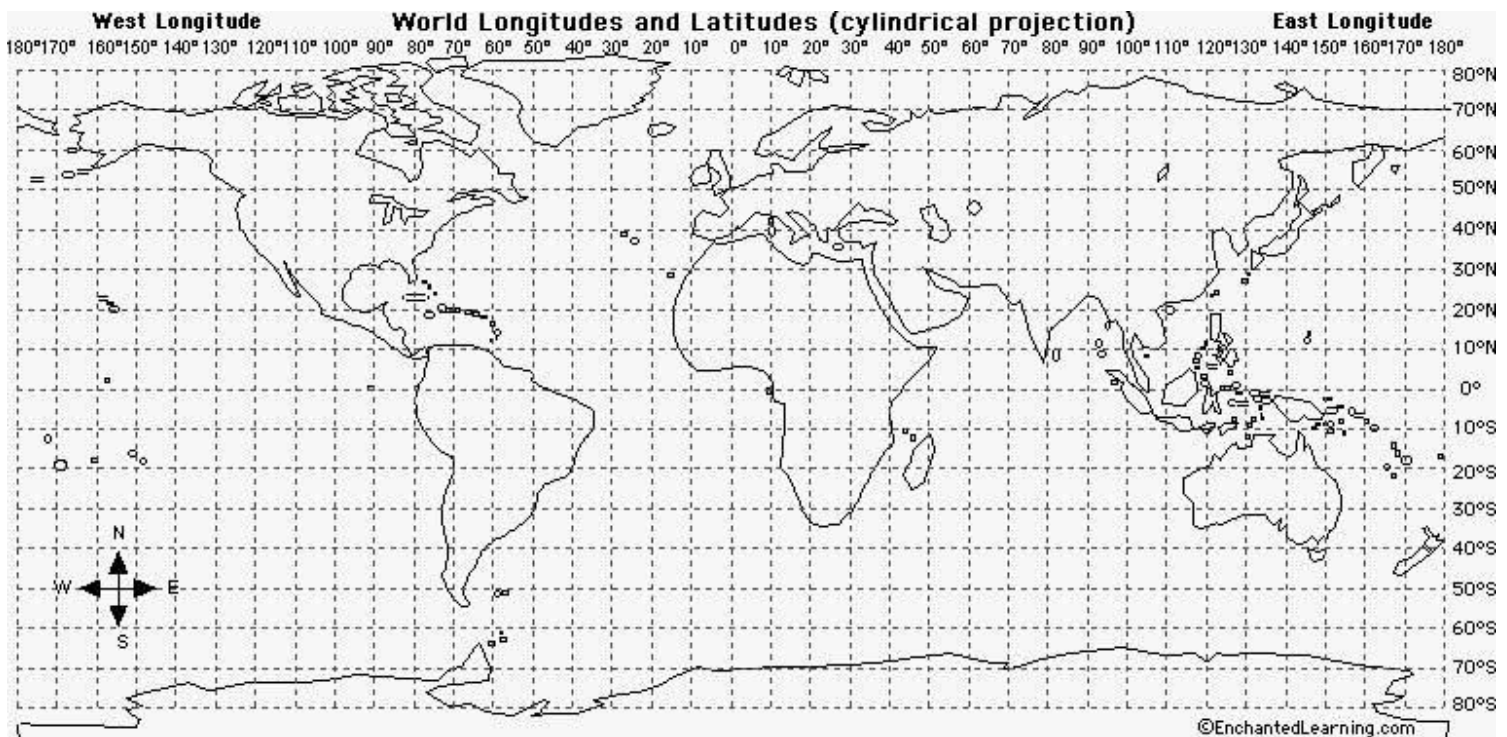 West Longitude World Longitudes and Latitudes (cylindrical projection) East Longitude
180°170° 160°150° 140°130° 120°110° 100° 90° 80° 70° 60° 50° 40° 30° 20° 10° 0° 10° 20° 30° 40° 50° 60° 70° 80° 90° 100° 110° 120°130° 140°150° 160°170° 180°
80°N
70°N
60°N
50°N
40°N
30°N
20°N
10°N
0°
10°S
20°S
30°S
N
40°S
W E
50°S
S
60°S
70°S
80°S
©EnchantedLearning.com